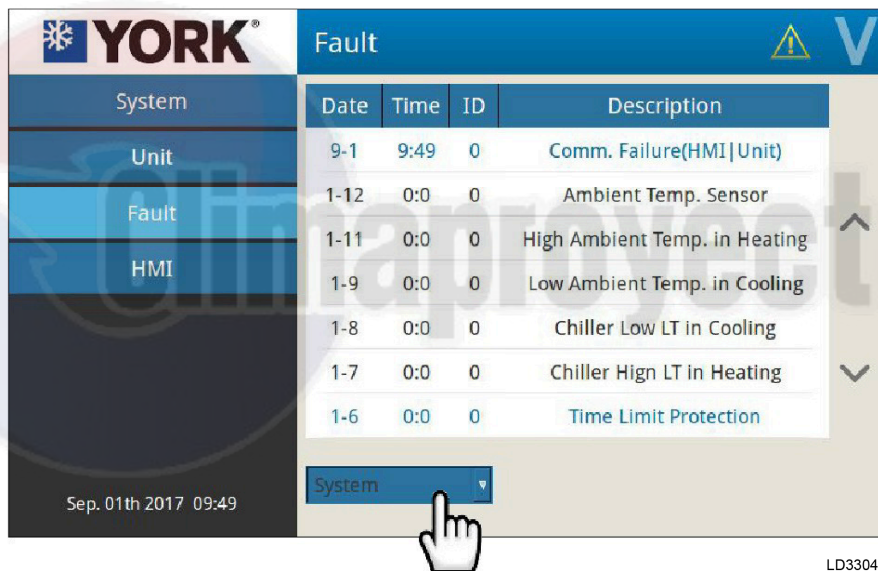 YORK®
Fault
V
System
Unit
Fault
HMI
Date Time ID Description
9-1 9:49 0 Comm. Failure(HMI|Unit)
1-12 0:0 0 Ambient Temp. Sensor
1-11 0:0 0 High Ambient Temp. in Heating
1-9 0:0 0 Low Ambient Temp. in Cooling
1-8 0:0 0 Chiller Low LT in Cooling
1-7 0:0 0 Chiller Hign LT in Heating
1-6 0:0 0 Time Limit Protection
System
Sep. 01th 2017 09:49
Climaproyect
LD3304